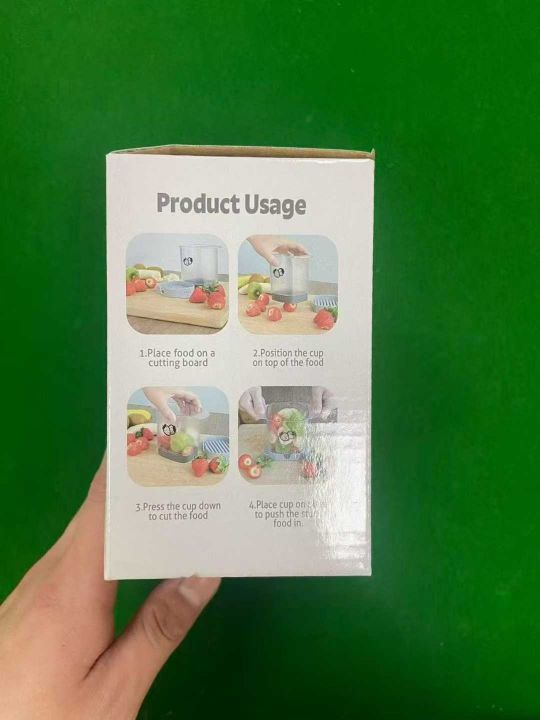 Product Usage
1.Place food on a
cutting board
2.Position the cup
on top of the food
3.Press the cup down
to cut the food
4.Place cup on
to push the
food in.